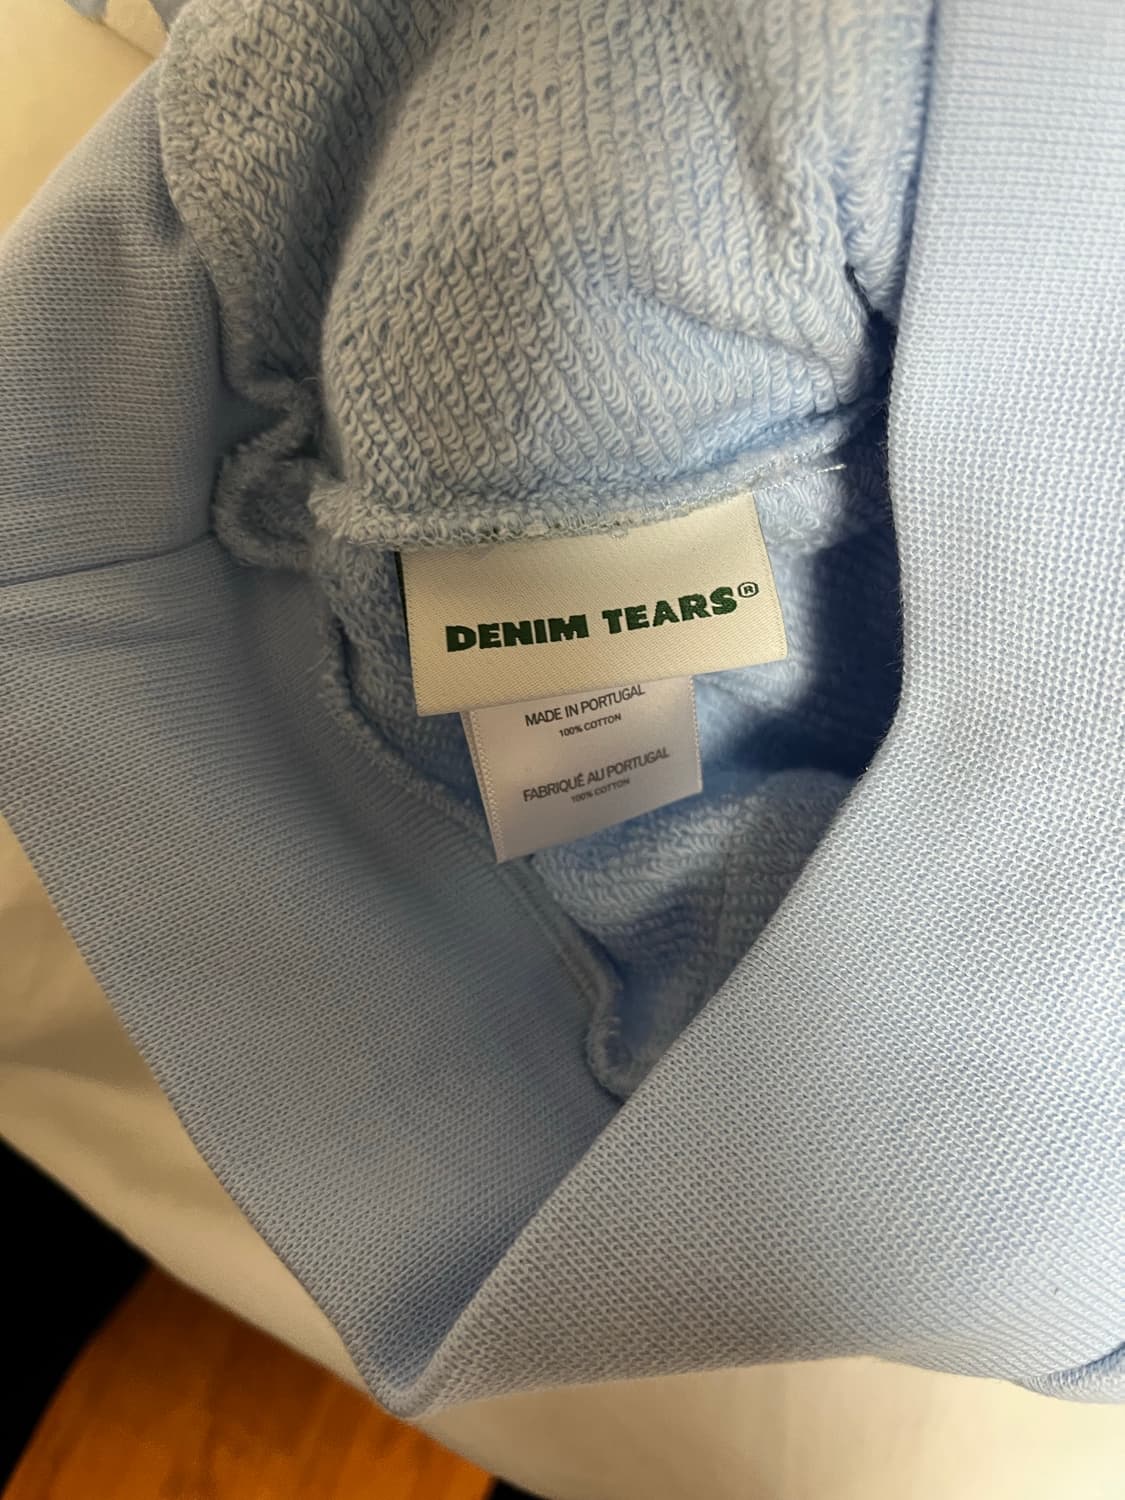 DENIM TEARS®
MADE IN PORTUGAL
100% COTTON
FABRIQUÉ AU PORTUGAL
100% COTTON